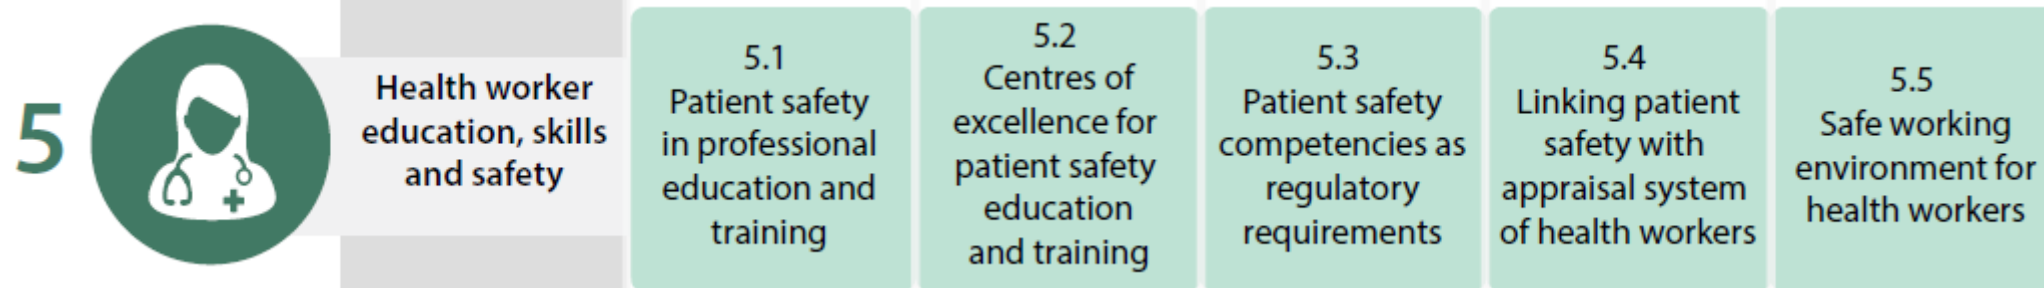 5
Health worker
education, skills
and safety
5.1
Patient safety
in professional
education and
training
5.2
Centres of
excellence for
patient safety
education
and training
5.3
Patient safety
competencies as
regulatory
requirements
5.4
Linking patient
safety with
appraisal system
of health workers
5.5
Safe working
environment for
health workers